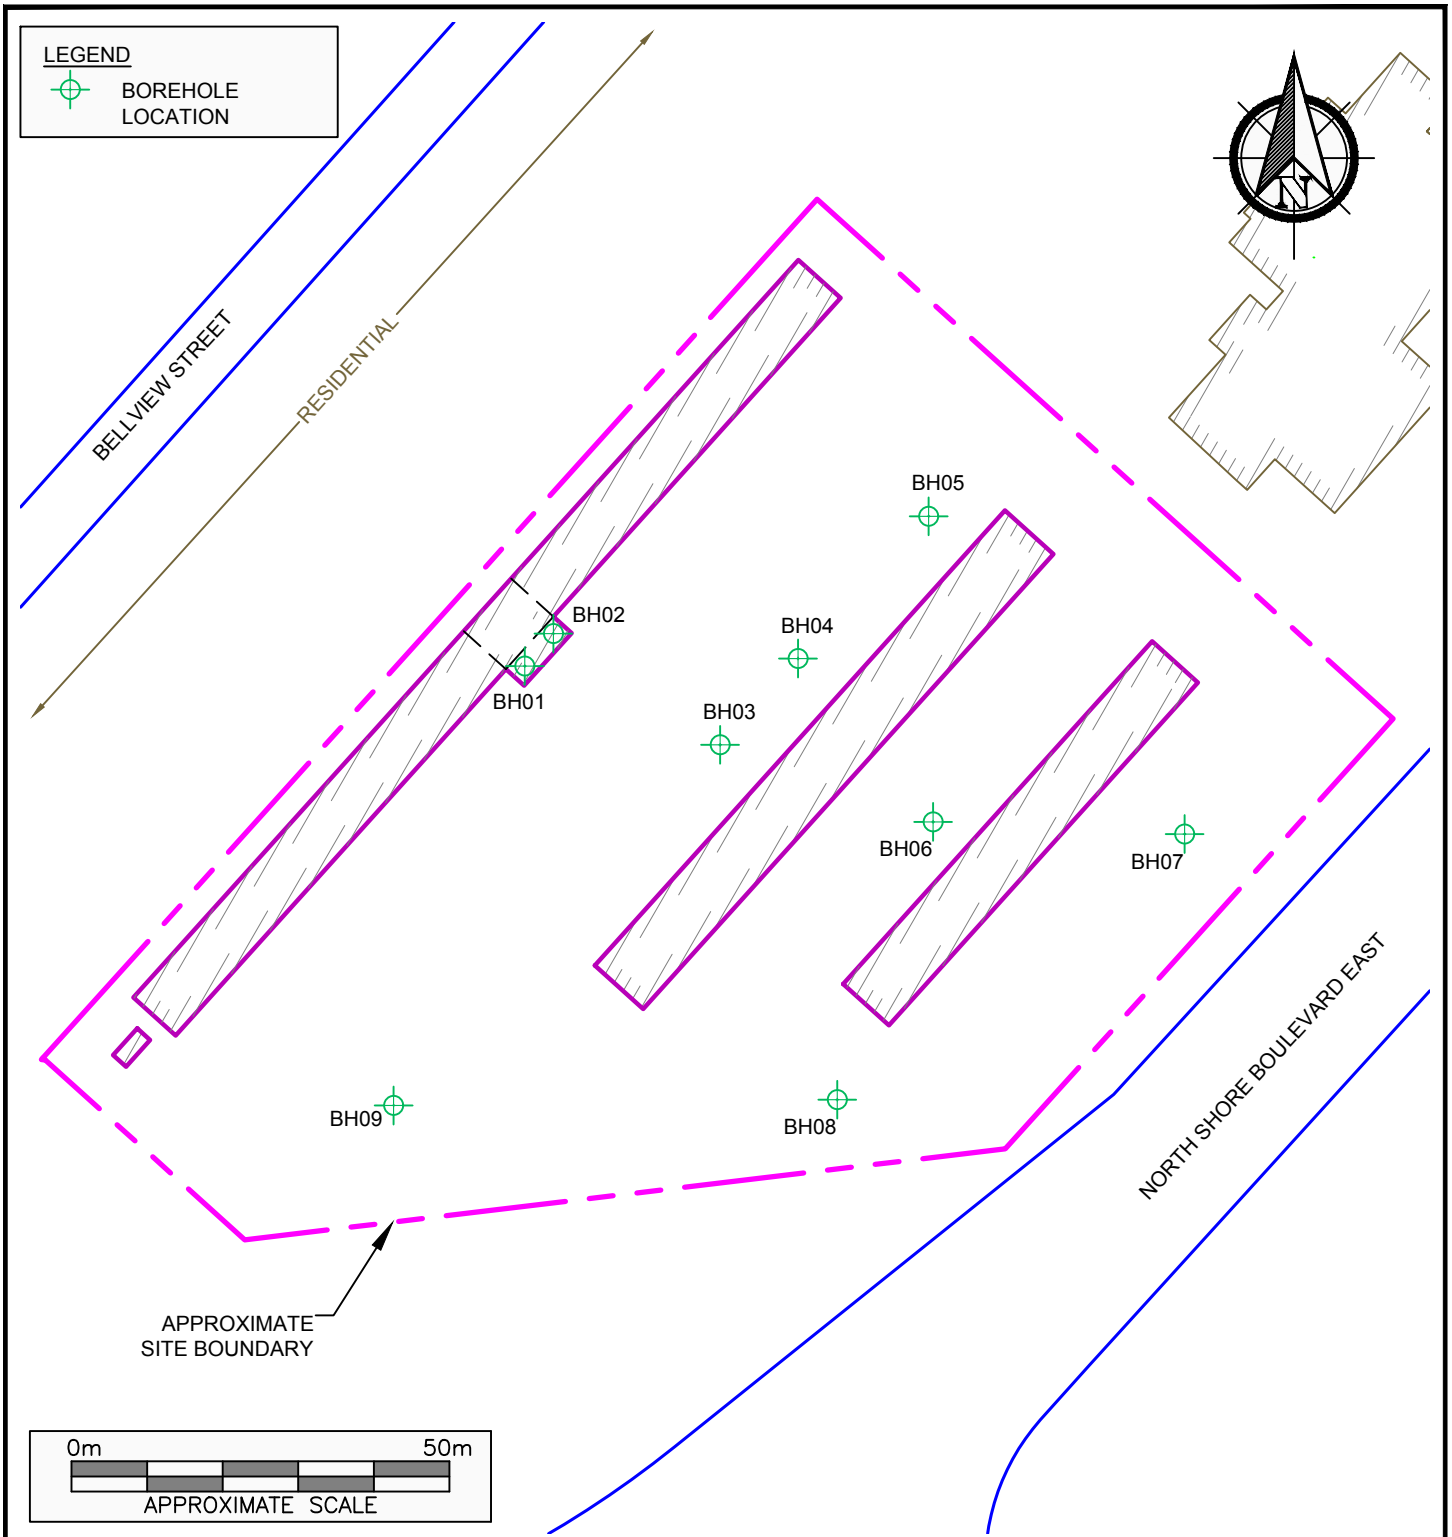 LEGEND
BOREHOLE
LOCATION
N
BELLVIEW STREET
RESIDENTIAL
BH05
BH02
BH04
BH01
BH03
BH06
BH07
NORTH SHORE BOULEVARD EAST
BH09
BH08
APPROXIMATE
SITE BOUNDARY
0m 50m
APPROXIMATE SCALE